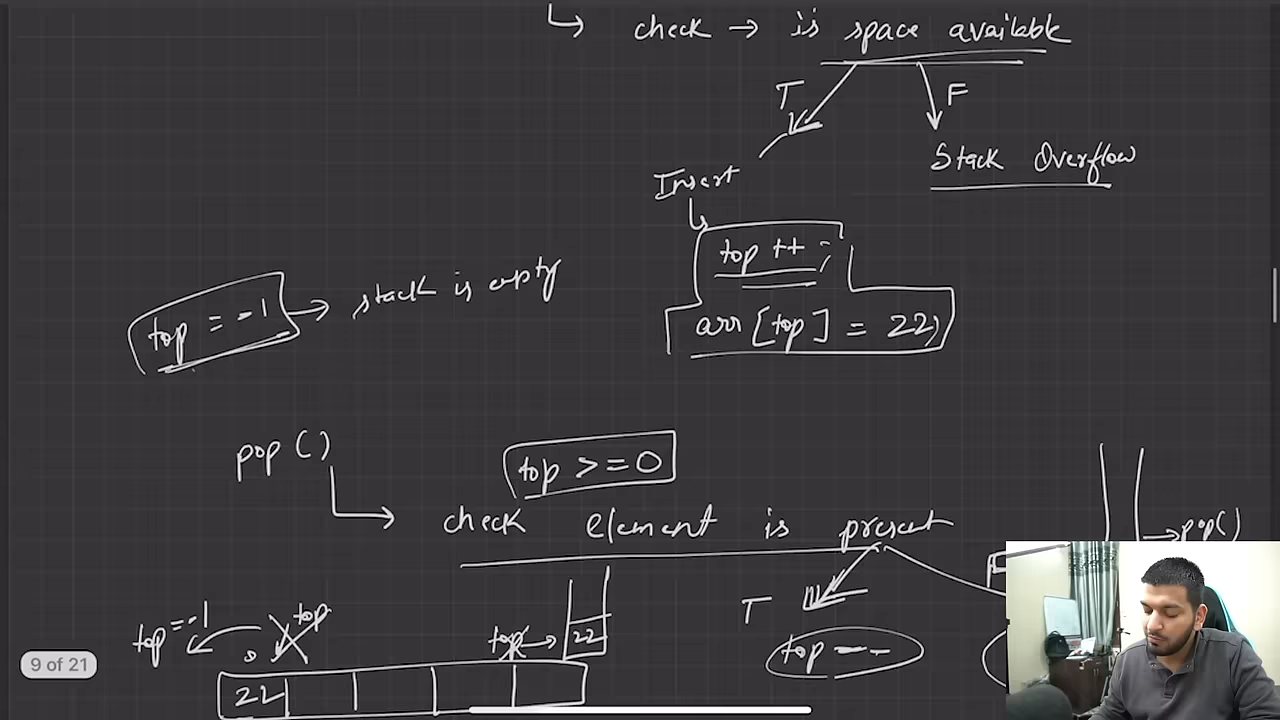 check → is space available
T
F
Stack Overflow
Insert
top ++ ;
arr [top] = 22;
top = -1 → stack is empty
pop ()
top >= 0
check element is present
→ pop()
T
top --
top = -1
top
0
top →
22
22
9 of 21